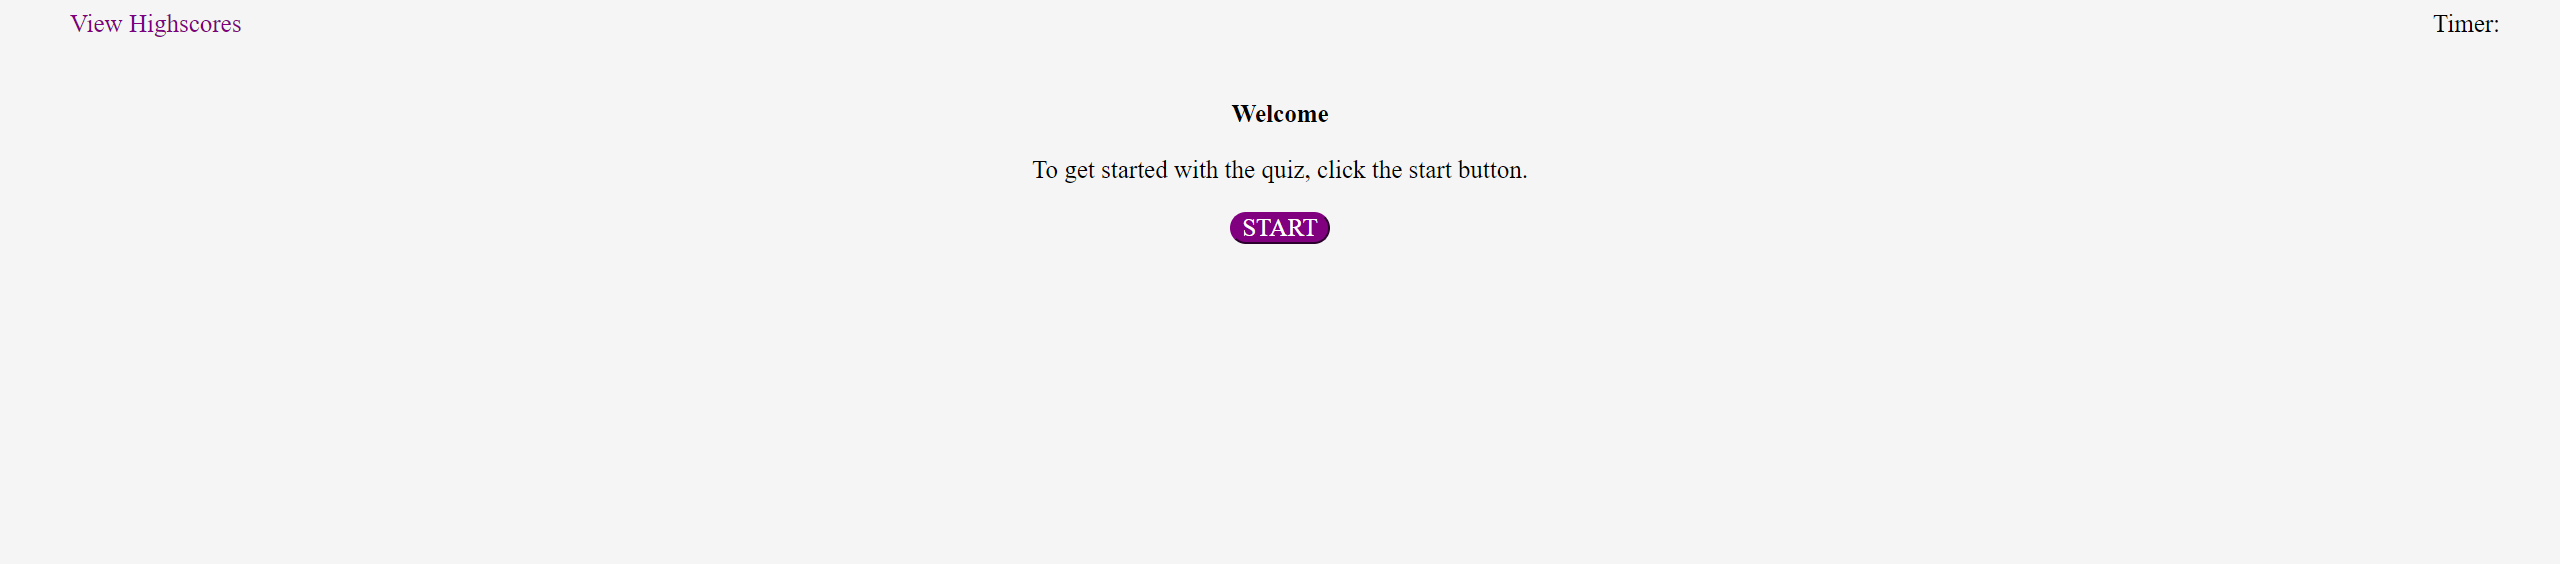 View Highscores
Timer:
Welcome
To get started with the quiz, click the start button.
START